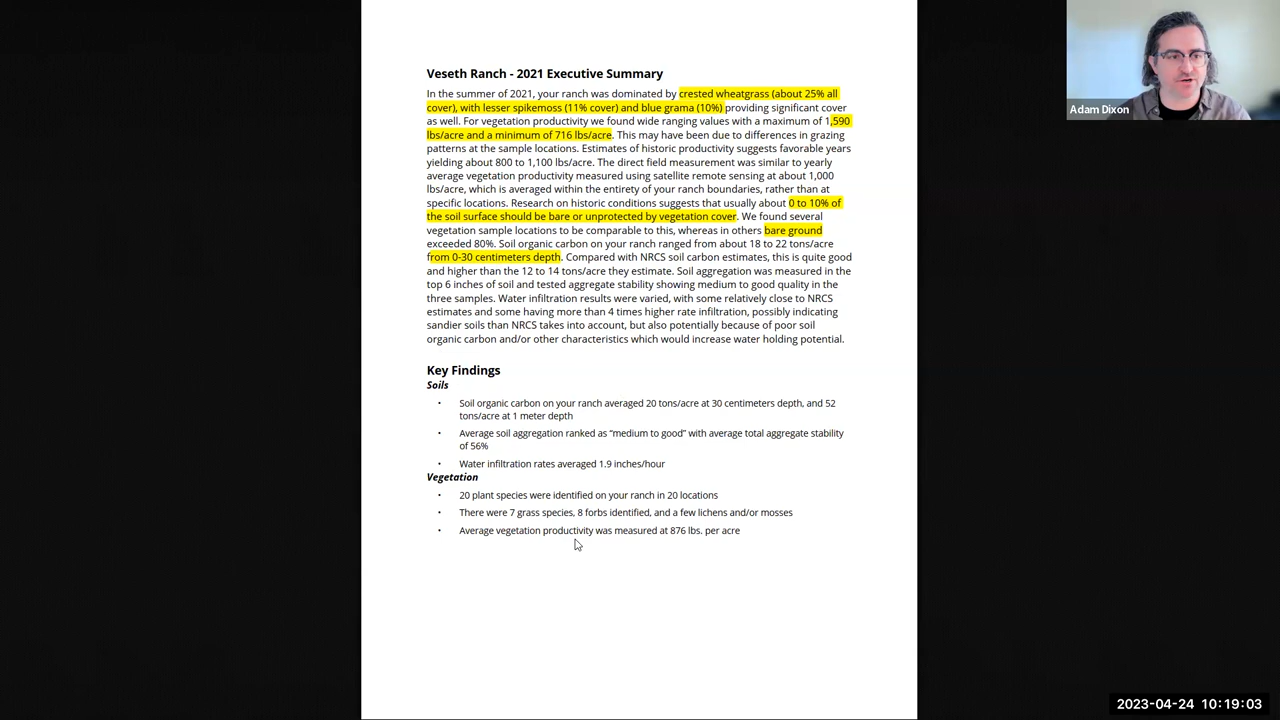 Veseth Ranch - 2021 Executive Summary
In the summer of 2021, your ranch was dominated by crested wheatgrass (about 25% all
cover), with lesser spikemoss (11% cover) and blue grama (10%) providing significant cover
as well. For vegetation productivity we found wide ranging values with a maximum of 1,590
lbs/acre and a minimum of 716 lbs/acre. This may have been due to differences in grazing
patterns at the sample locations. Estimates of historic productivity suggests favorable years
yielding about 800 to 1,100 lbs/acre. The direct field measurement was similar to yearly
average vegetation productivity measured using satellite remote sensing at about 1,000
lbs/acre, which is averaged within the entirety of your ranch boundaries, rather than at
specific locations. Research on historic conditions suggests that usually about 0 to 10% of
the soil surface should be bare or unprotected by vegetation cover. We found several
vegetation sample locations to be comparable to this, whereas in others bare ground
exceeded 80%. Soil organic carbon on your ranch ranged from about 18 to 22 tons/acre
from 0-30 centimeters depth. Compared with NRCS soil carbon estimates, this is quite good
and higher than the 12 to 14 tons/acre they estimate. Soil aggregation was measured in the
top 6 inches of soil and tested aggregate stability showing medium to good quality in the
three samples. Water infiltration results were varied, with some relatively close to NRCS
estimates and some having more than 4 times higher rate infiltration, possibly indicating
sandier soils than NRCS takes into account, but also potentially because of poor soil
organic carbon and/or other characteristics which would increase water holding potential.
Key Findings
Soils
• Soil organic carbon on your ranch averaged 20 tons/acre at 30 centimeters depth, and 52
tons/acre at 1 meter depth
• Average soil aggregation ranked as “medium to good” with average total aggregate stability
of 56%
• Water infiltration rates averaged 1.9 inches/hour
Vegetation
• 20 plant species were identified on your ranch in 20 locations
• There were 7 grass species, 8 forbs identified, and a few lichens and/or mosses
• Average vegetation productivity was measured at 876 lbs. per acre
Adam Dixon
2023-04-24 10:19:03